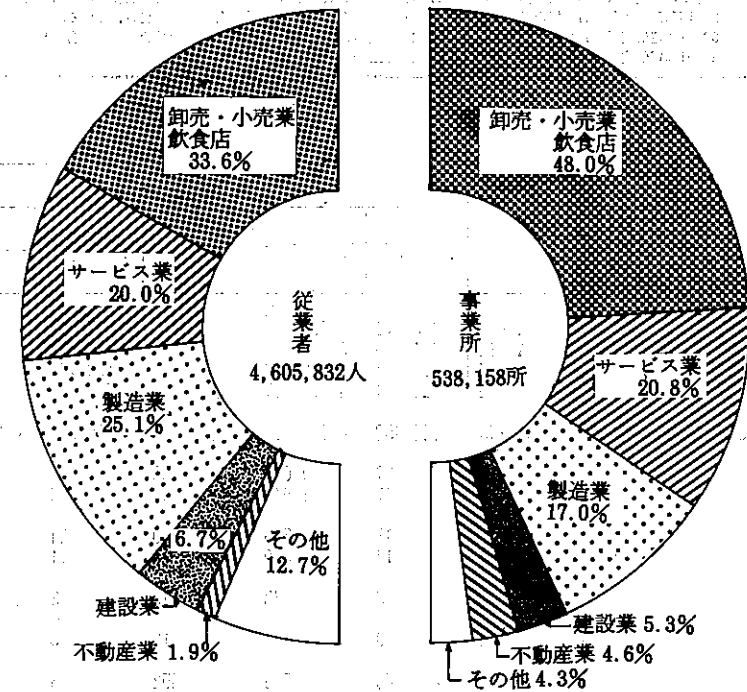 卸売・小売業
飲食店
33.6%
サービス業
20.0%
製造業
25.1%
6.7%
建設業
不動産業 1.9%
その他
12.7%
従業者
4,605,832人
卸売・小売業
飲食店
48.0%
サービス業
20.8%
製造業
17.0%
建設業 5.3%
不動産業 4.6%
その他 4.3%
事業所
538,158所